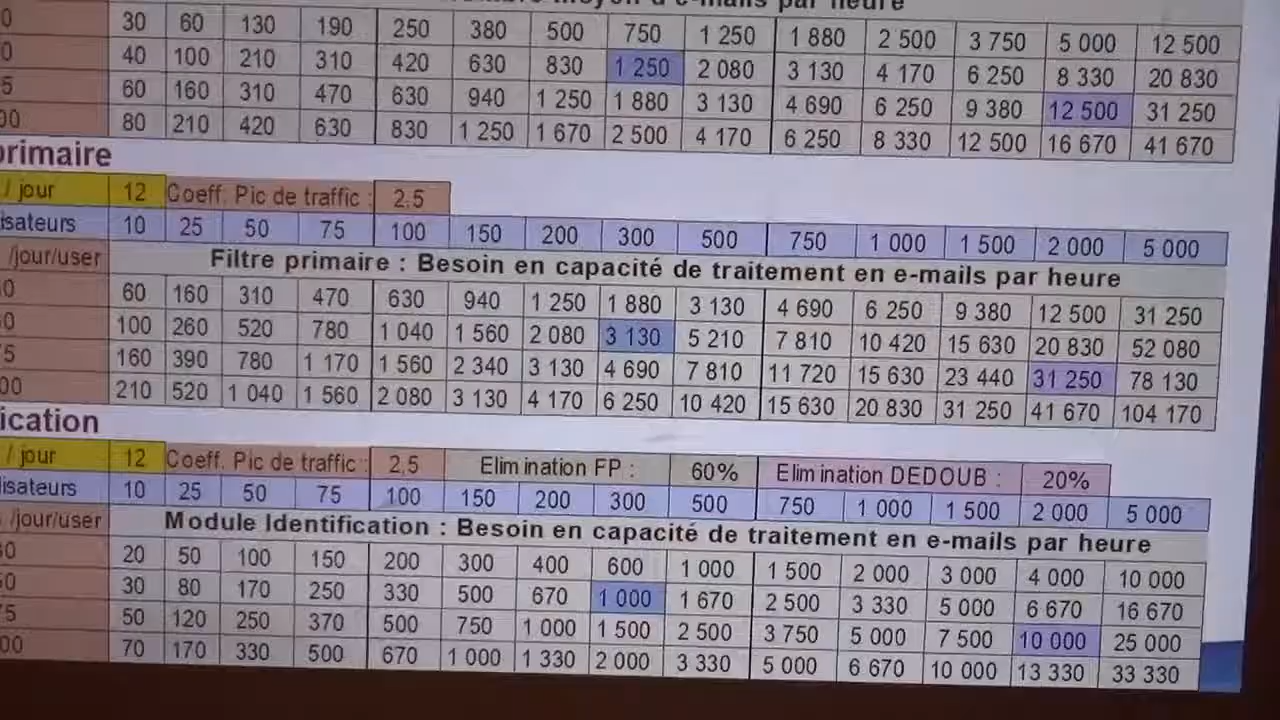 par heure
0 30 60 130 190 250 380 500 750 1 250 1 880 2 500 3 750 5 000 12 500
0 40 100 210 310 420 630 830 1 250 2 080 3 130 4 170 6 250 8 330 20 830
5 60 160 310 470 630 940 1 250 1 880 3 130 4 690 6 250 9 380 12 500 31 250
00 80 210 420 630 830 1 250 1 670 2 500 4 170 6 250 8 330 12 500 16 670 41 670
primaire
/ jour 12 Coeff. Pic de traffic : 2,5
isateurs 10 25 50 75 100 150 200 300 500 750 1 000 1 500 2 000 5 000
/jour/user Filtre primaire : Besoin en capacité de traitement en e-mails par heure
0 60 160 310 470 630 940 1 250 1 880 3 130 4 690 6 250 9 380 12 500 31 250
0 100 260 520 780 1 040 1 560 2 080 3 130 5 210 7 810 10 420 15 630 20 830 52 080
5 160 390 780 1 170 1 560 2 340 3 130 4 690 7 810 11 720 15 630 23 440 31 250 78 130
00 210 520 1 040 1 560 2 080 3 130 4 170 6 250 10 420 15 630 20 830 31 250 41 670 104 170
ication
/ jour 12 Coeff. Pic de traffic : 2,5 Elimination FP : 60% Elimination DEDOUB : 20%
lisateurs 10 25 50 75 100 150 200 300 500 750 1 000 1 500 2 000 5 000
/jour/user Module Identification : Besoin en capacité de traitement en e-mails par heure
30 20 50 100 150 200 300 400 600 1 000 1 500 2 000 3 000 4 000 10 000
50 30 80 170 250 330 500 670 1 000 1 670 2 500 3 330 5 000 6 670 16 670
75 50 120 250 370 500 750 1 000 1 500 2 500 3 750 5 000 7 500 10 000 25 000
00 70 170 330 500 670 1 000 1 330 2 000 3 330 5 000 6 670 10 000 13 330 33 330